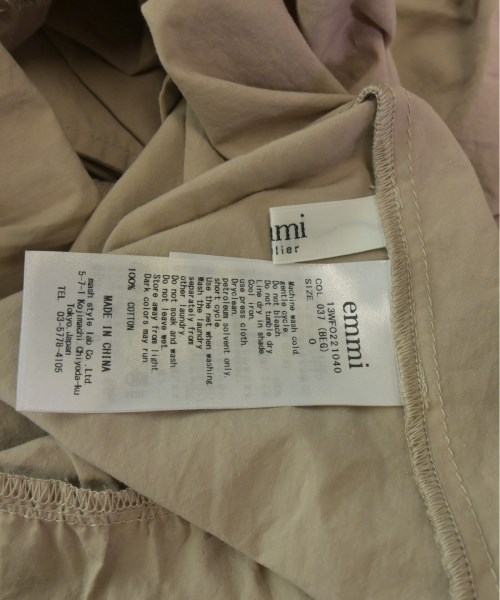 emmi
13WFO221040
COL 037 (BEG)
SIZE 0
Machine wash cold.
gentle cycle.
Do not bleach
Do not tumble dry
Line dry in shade
Cool iron.
use press cloth.
Dryclean.
petroleum solvent only.
short cycle.
Use the net when washing
Wash the laundry
separately from
other laundry
Do not soak and wash
Do not leave wet.
Store away from light
Dark colors may run.
100% COTTON
MADE IN CHINA
mash style lab Co.,Ltd.
5-7-1 Kojimachi Chiyoda-ku
Tokyo, Japan
TEL 03-5778-4105
mmi
lier